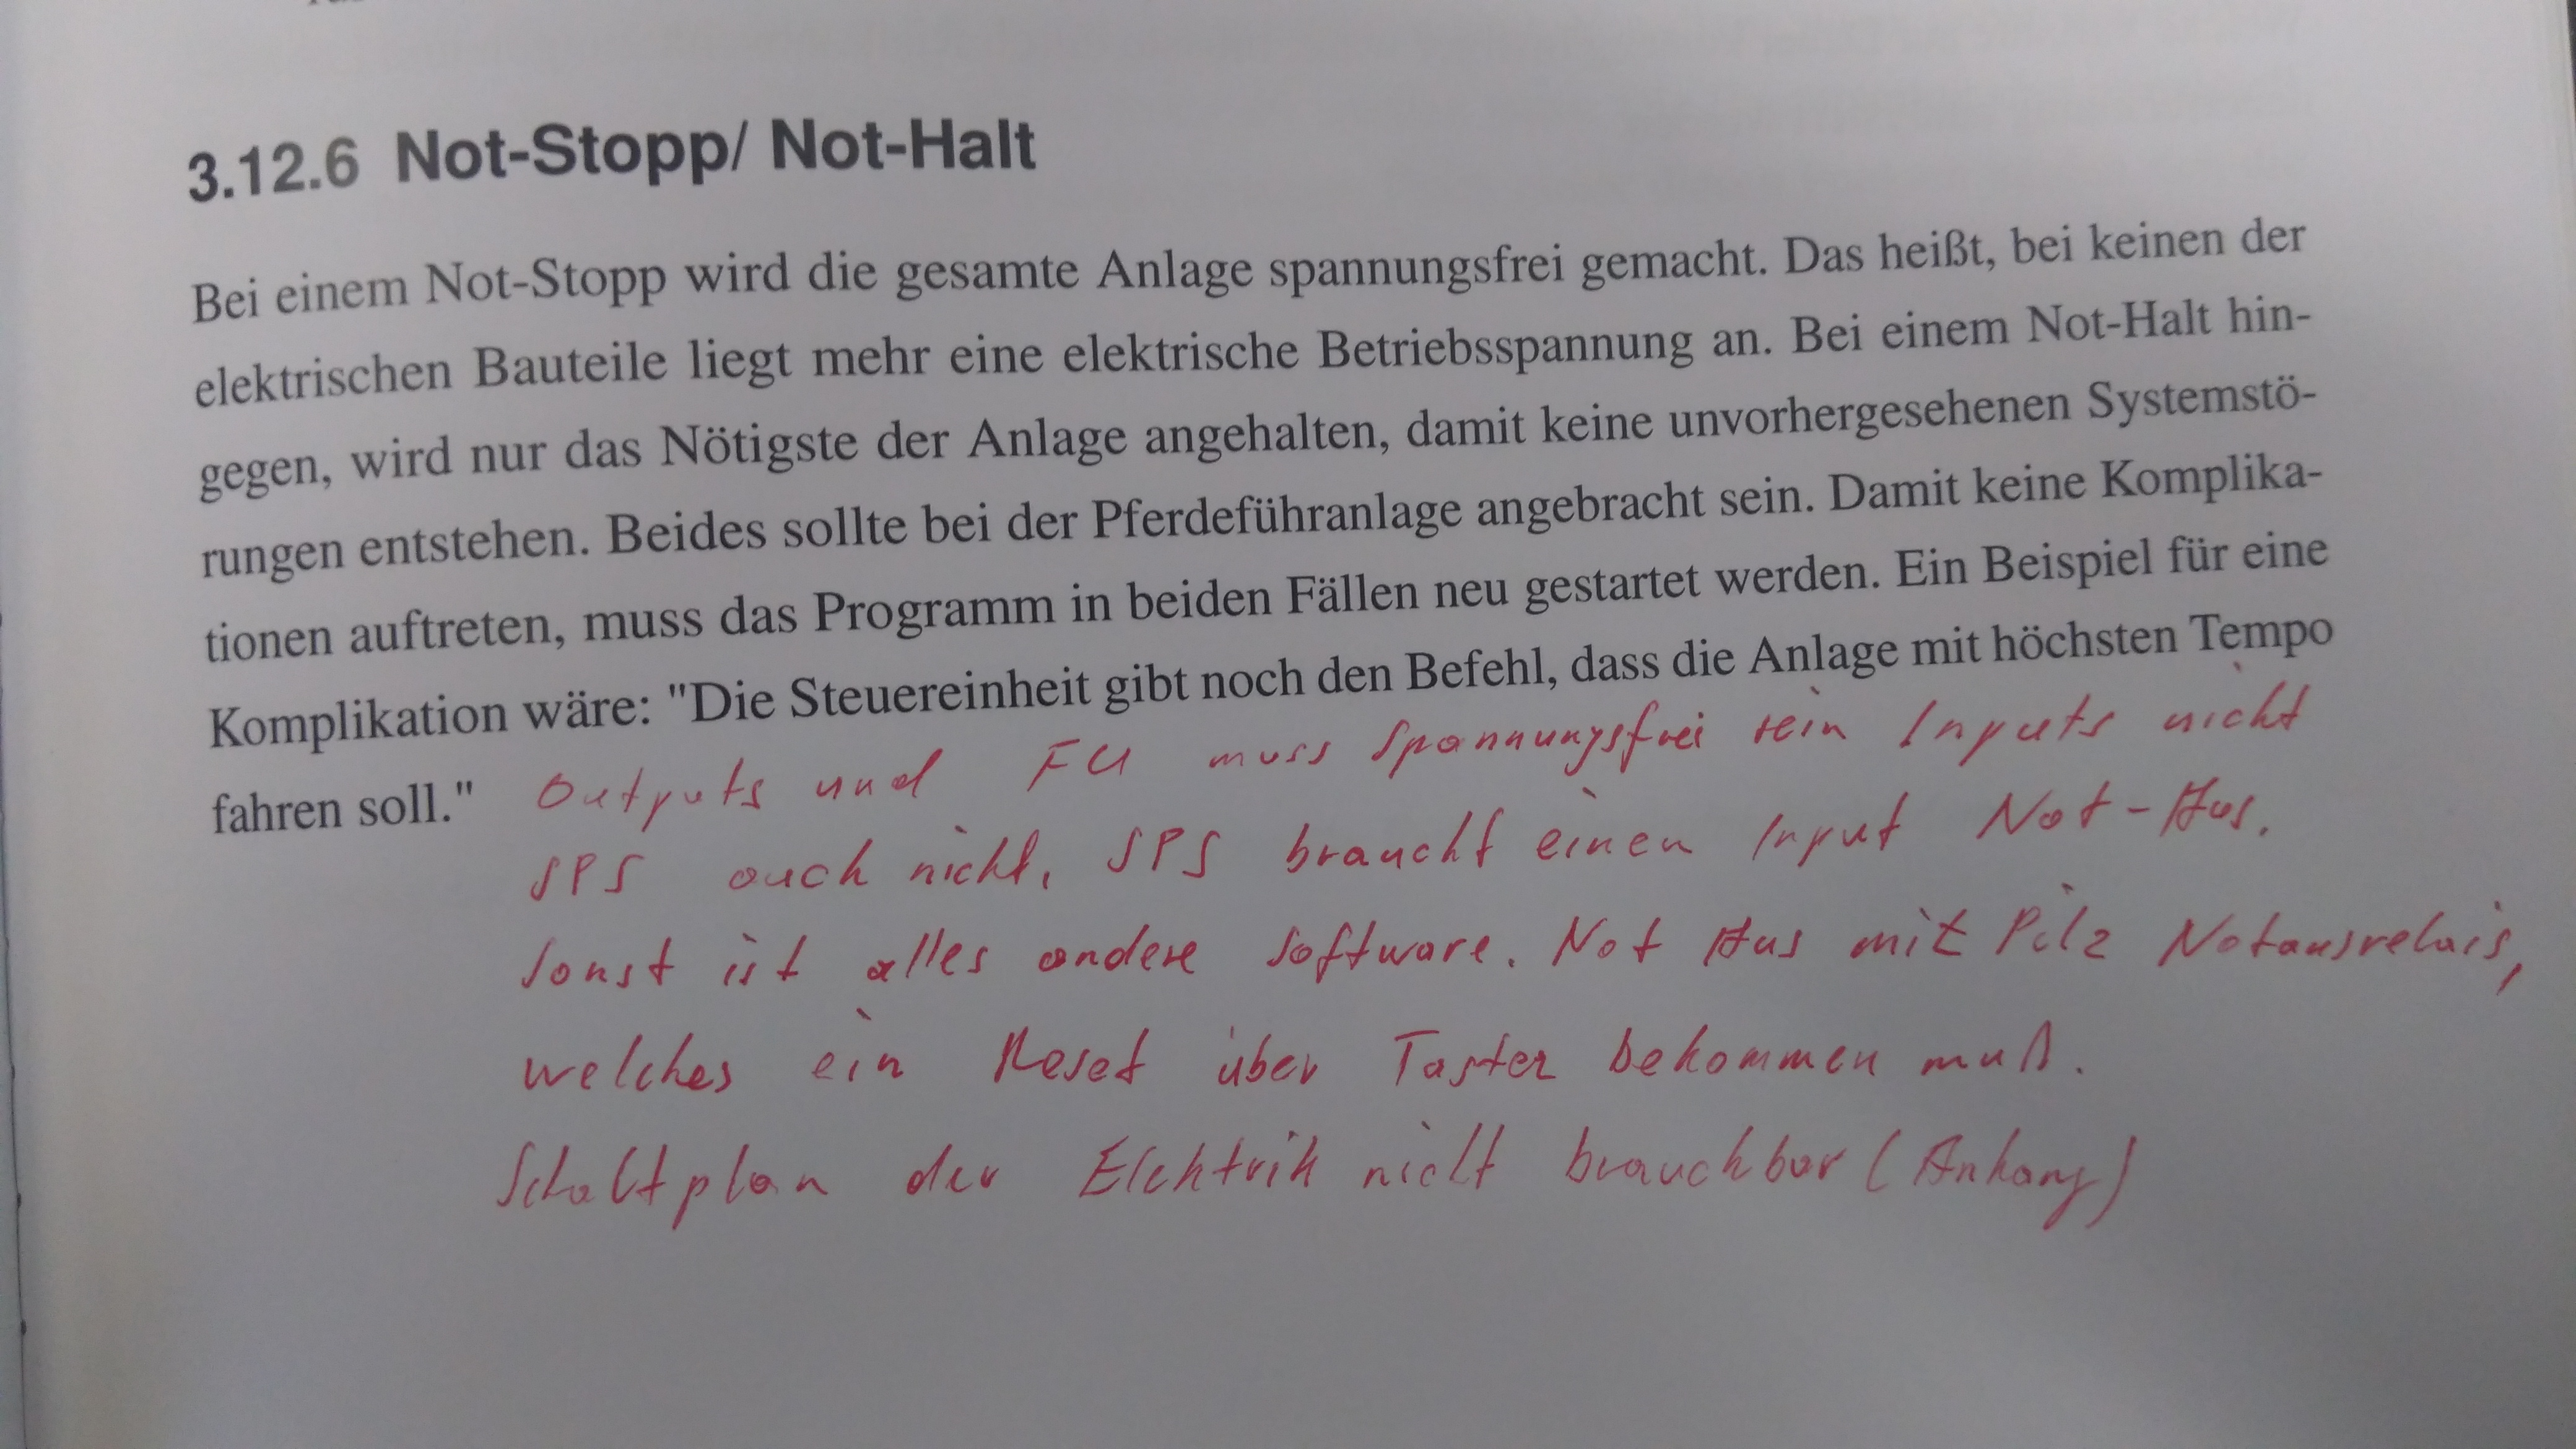 3.12.6 Not-Stopp/ Not-Halt
Bei einem Not-Stopp wird die gesamte Anlage spannungsfrei gemacht. Das heißt, bei keinen der
elektrischen Bauteile liegt mehr eine elektrische Betriebsspannung an. Bei einem Not-Halt hin-
gegen, wird nur das Nötigste der Anlage angehalten, damit keine unvorhergesehenen Systemstö-
rungen entstehen. Beides sollte bei der Pferdeführanlage angebracht sein. Damit keine Komplika-
tionen auftreten, muss das Programm in beiden Fällen neu gestartet werden. Ein Beispiel für eine
Komplikation wäre: "Die Steuereinheit gibt noch den Befehl, dass die Anlage mit höchsten Tempo
fahren soll." Outputs und FU muss Spannungsfrei sein Inputs nicht
SPS auch nicht, SPS braucht einen Input Not-Aus.
Sonst ist alles andere Software. Not Aus mit Pilz Notausrelais,
welches ein Reset über Taster bekommen muß.
Schaltplan der Elektrik nicht brauchbar (Anhang)